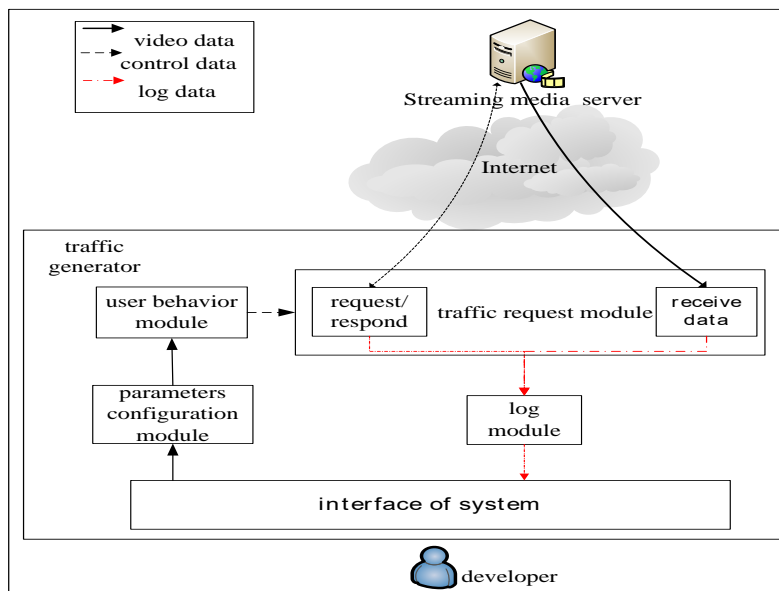 video data
control data
log data
Streaming media server
Internet
traffic
generator
user behavior
module
request/
respond
traffic request module
receive
data
parameters
configuration
module
log
module
interface of system
developer